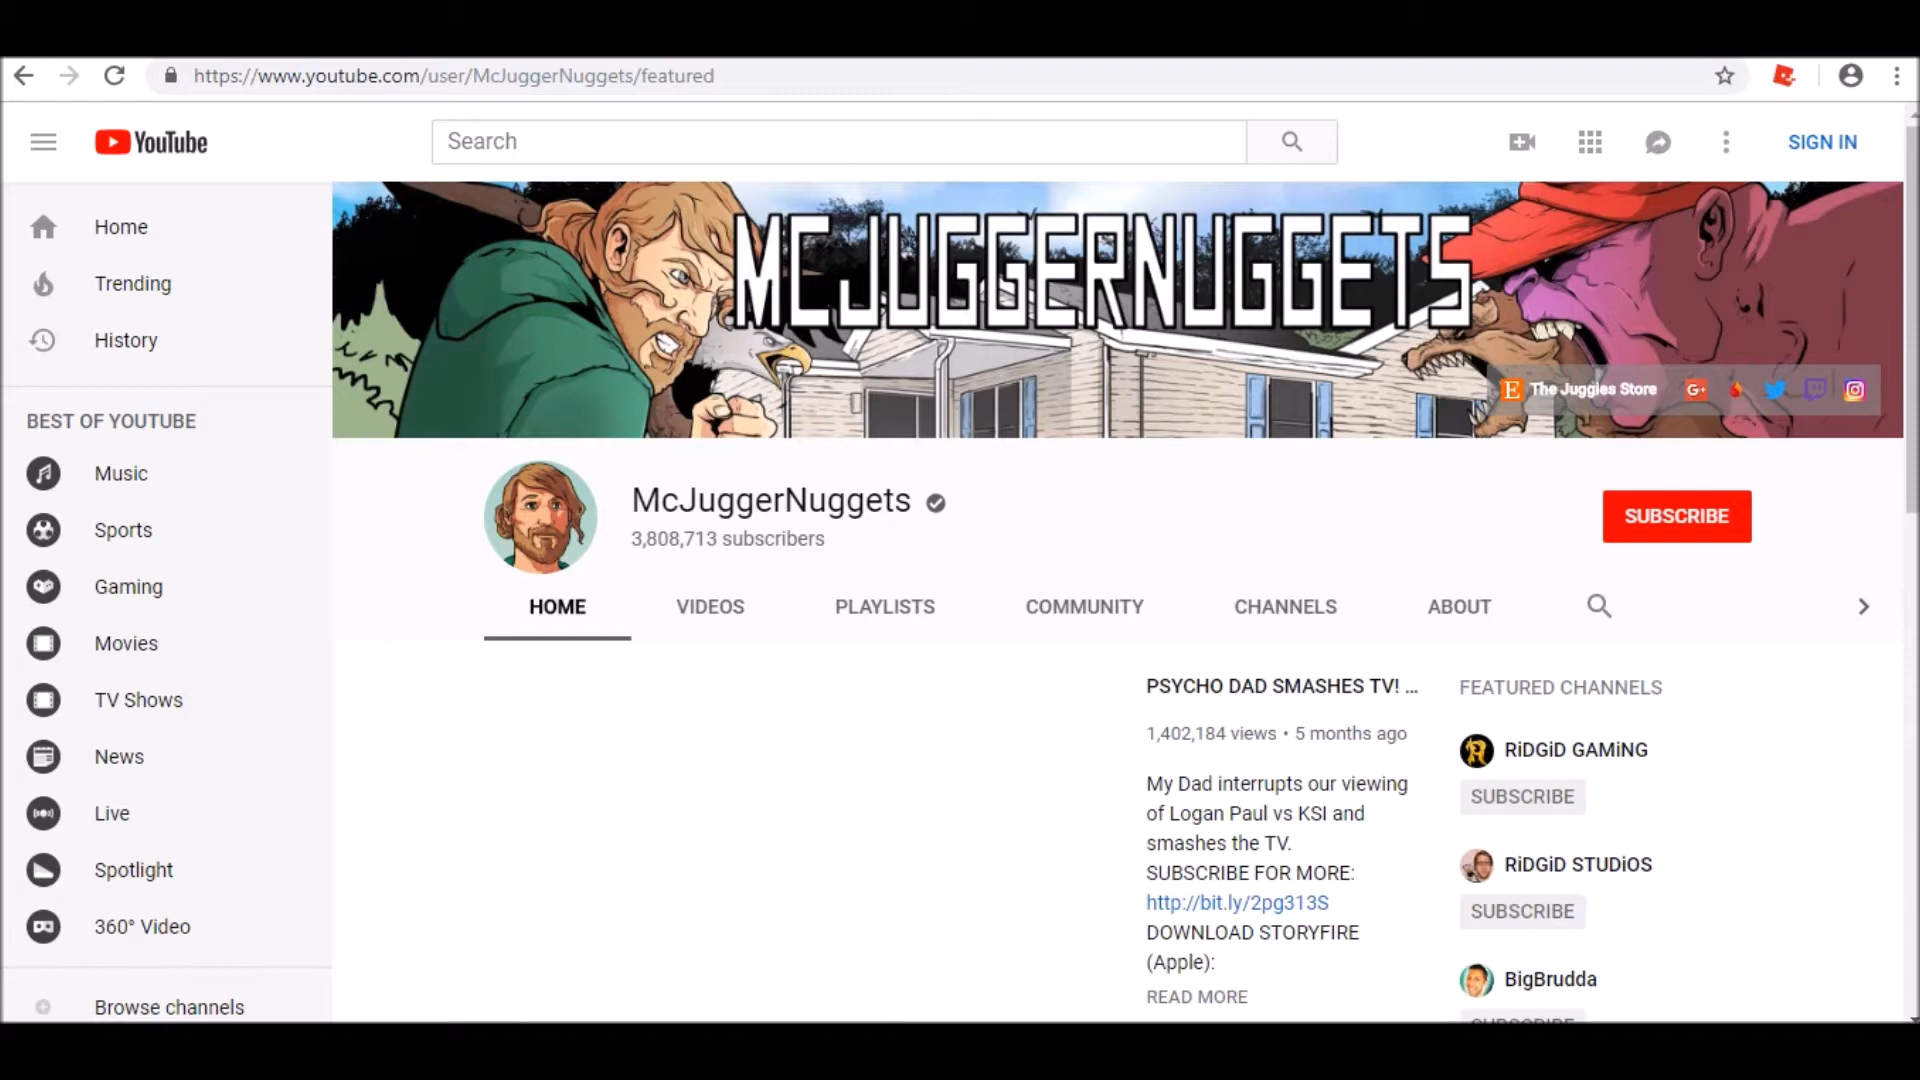 https://www.youtube.com/user/McJuggerNuggets/featured
YouTube
Search
SIGN IN
Home
Trending
History
BEST OF YOUTUBE
Music
Sports
Gaming
Movies
TV Shows
News
Live
Spotlight
360° Video
Browse channels
MCJUGGERNUGGETS
The Juggies Store
McJuggerNuggets
3,808,713 subscribers
SUBSCRIBE
HOME
VIDEOS
PLAYLISTS
COMMUNITY
CHANNELS
ABOUT
PSYCHO DAD SMASHES TV! ...
1,402,184 views • 5 months ago
My Dad interrupts our viewing
of Logan Paul vs KSI and
smashes the TV.
SUBSCRIBE FOR MORE:
http://bit.ly/2pg313S
DOWNLOAD STORYFIRE
(Apple):
READ MORE
FEATURED CHANNELS
RiDGiD GAMiNG
SUBSCRIBE
RiDGiD STUDiOS
SUBSCRIBE
BigBrudda
SUBSCRIBE